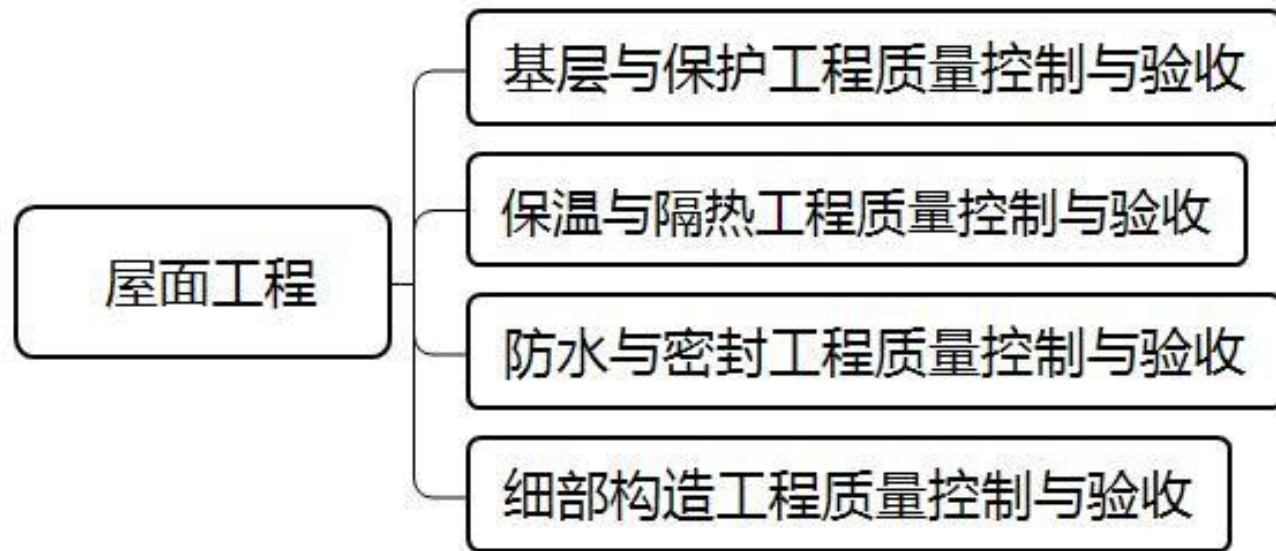 屋面工程
基层与保护工程质量控制与验收
保温与隔热工程质量控制与验收
防水与密封工程质量控制与验收
细部构造工程质量控制与验收